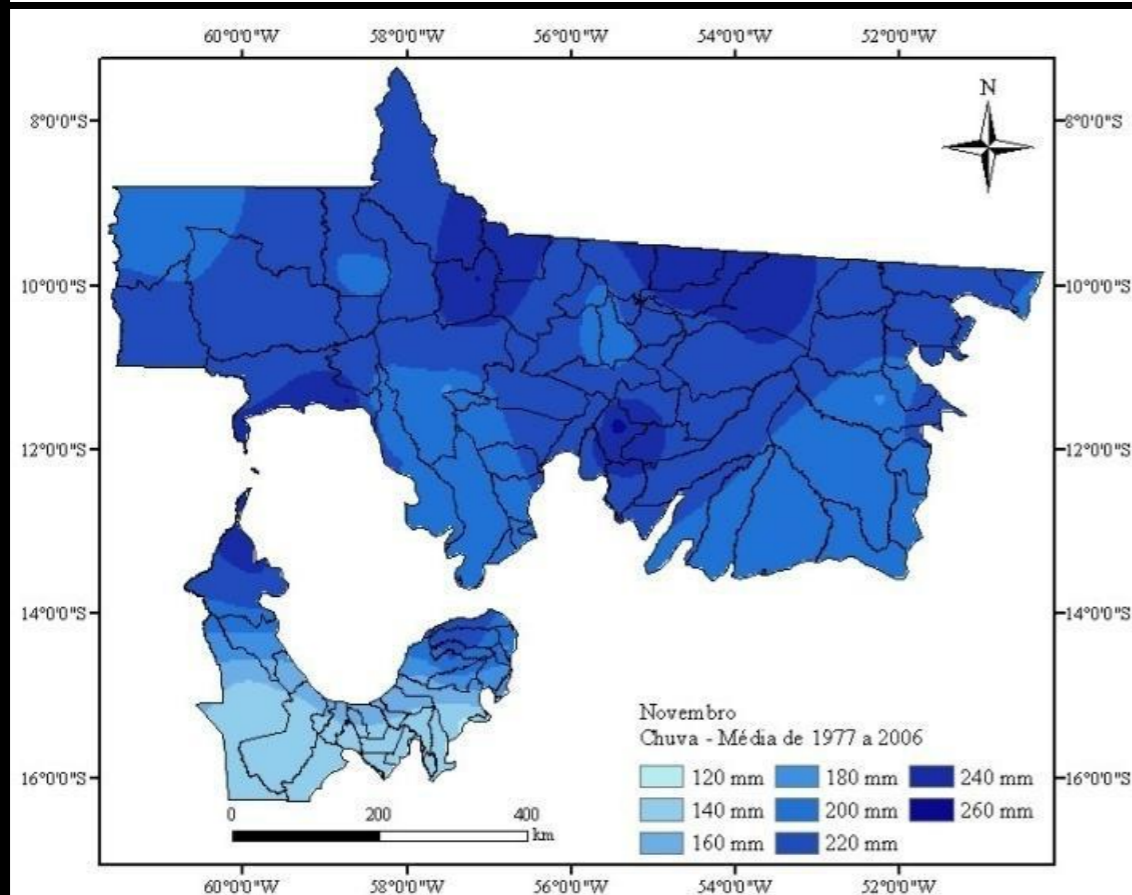 60°0'0"W 58°0'0"W 56°0'0"W 54°0'0"W 52°0'0"W
N
8°0'0"S 8°0'0"S
10°0'0"S 10°0'0"S
12°0'0"S 12°0'0"S
14°0'0"S 14°0'0"S
16°0'0"S 16°0'0"S
Novembro
Chuva - Média de 1977 a 2006
120 mm 180 mm 240 mm
140 mm 200 mm 260 mm
160 mm 220 mm
0 200 400
km
60°0'0"W 58°0'0"W 56°0'0"W 54°0'0"W 52°0'0"W